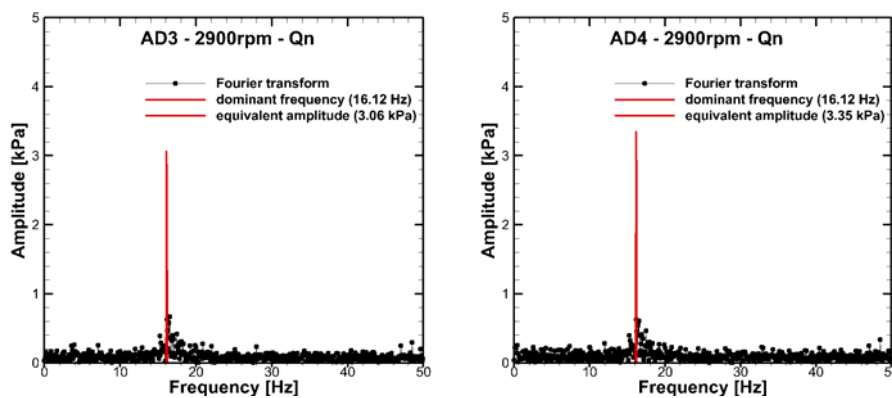 AD3 - 2900rpm - Qn
Fourier transform
dominant frequency (16.12 Hz)
equivalent amplitude (3.06 kPa)
Amplitude [kPa]
5
4
3
2
1
0
0 10 20 30 40 50
Frequency [Hz]
AD4 - 2900rpm - Qn
Fourier transform
dominant frequency (16.12 Hz)
equivalent amplitude (3.35 kPa)
Amplitude [kPa]
5
4
3
2
1
0
0 10 20 30 40 50
Frequency [Hz]